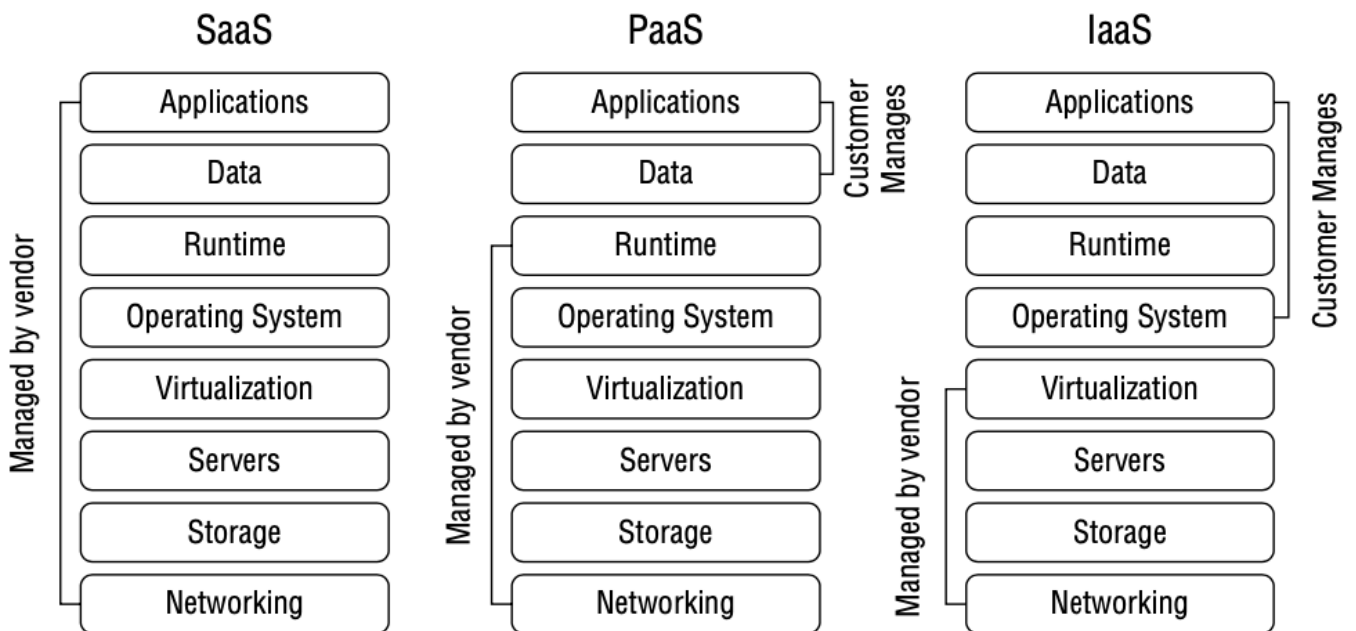 SaaS
Applications
Data
Runtime
Operating System
Virtualization
Servers
Storage
Networking
Managed by vendor
PaaS
Applications
Data
Runtime
Operating System
Virtualization
Servers
Storage
Networking
Customer
Manages
Managed by vendor
IaaS
Applications
Data
Runtime
Operating System
Virtualization
Servers
Storage
Networking
Customer Manages
Managed by vendor